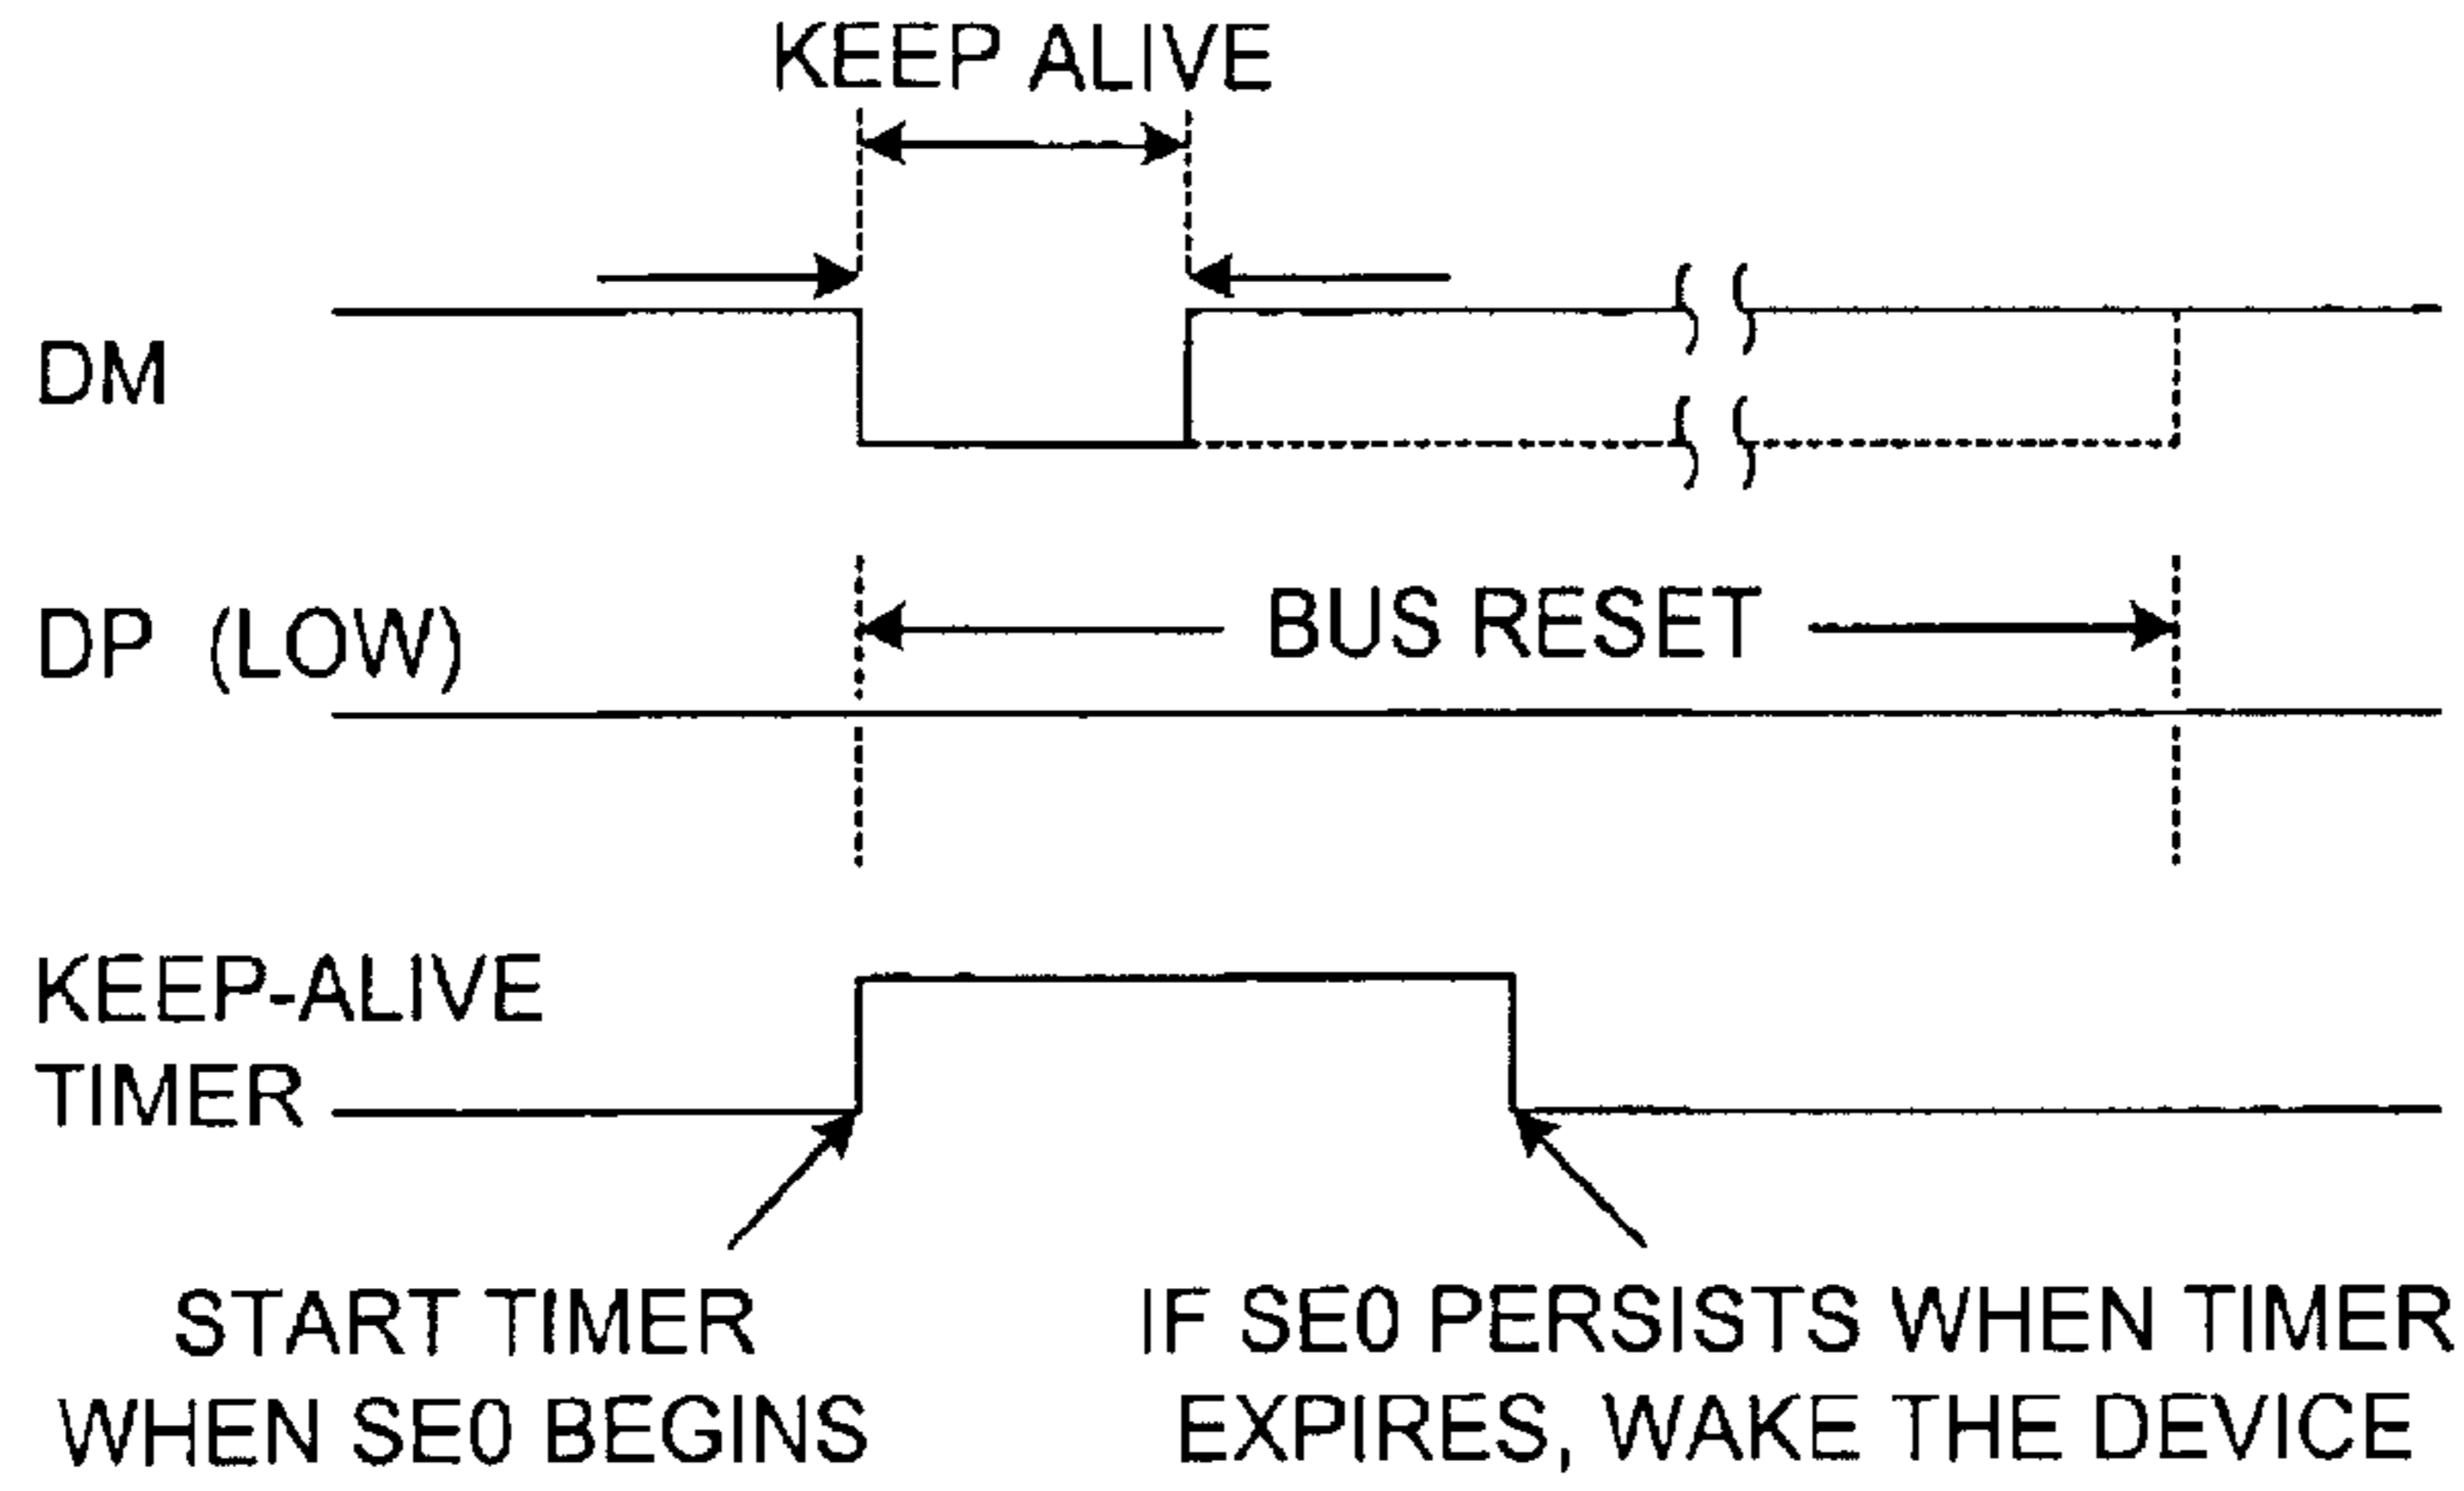 KEEP ALIVE
DM
DP (LOW)
BUS RESET
KEEP-ALIVE
TIMER
START TIMER
WHEN SE0 BEGINS
IF SE0 PERSISTS WHEN TIMER
EXPIRES, WAKE THE DEVICE